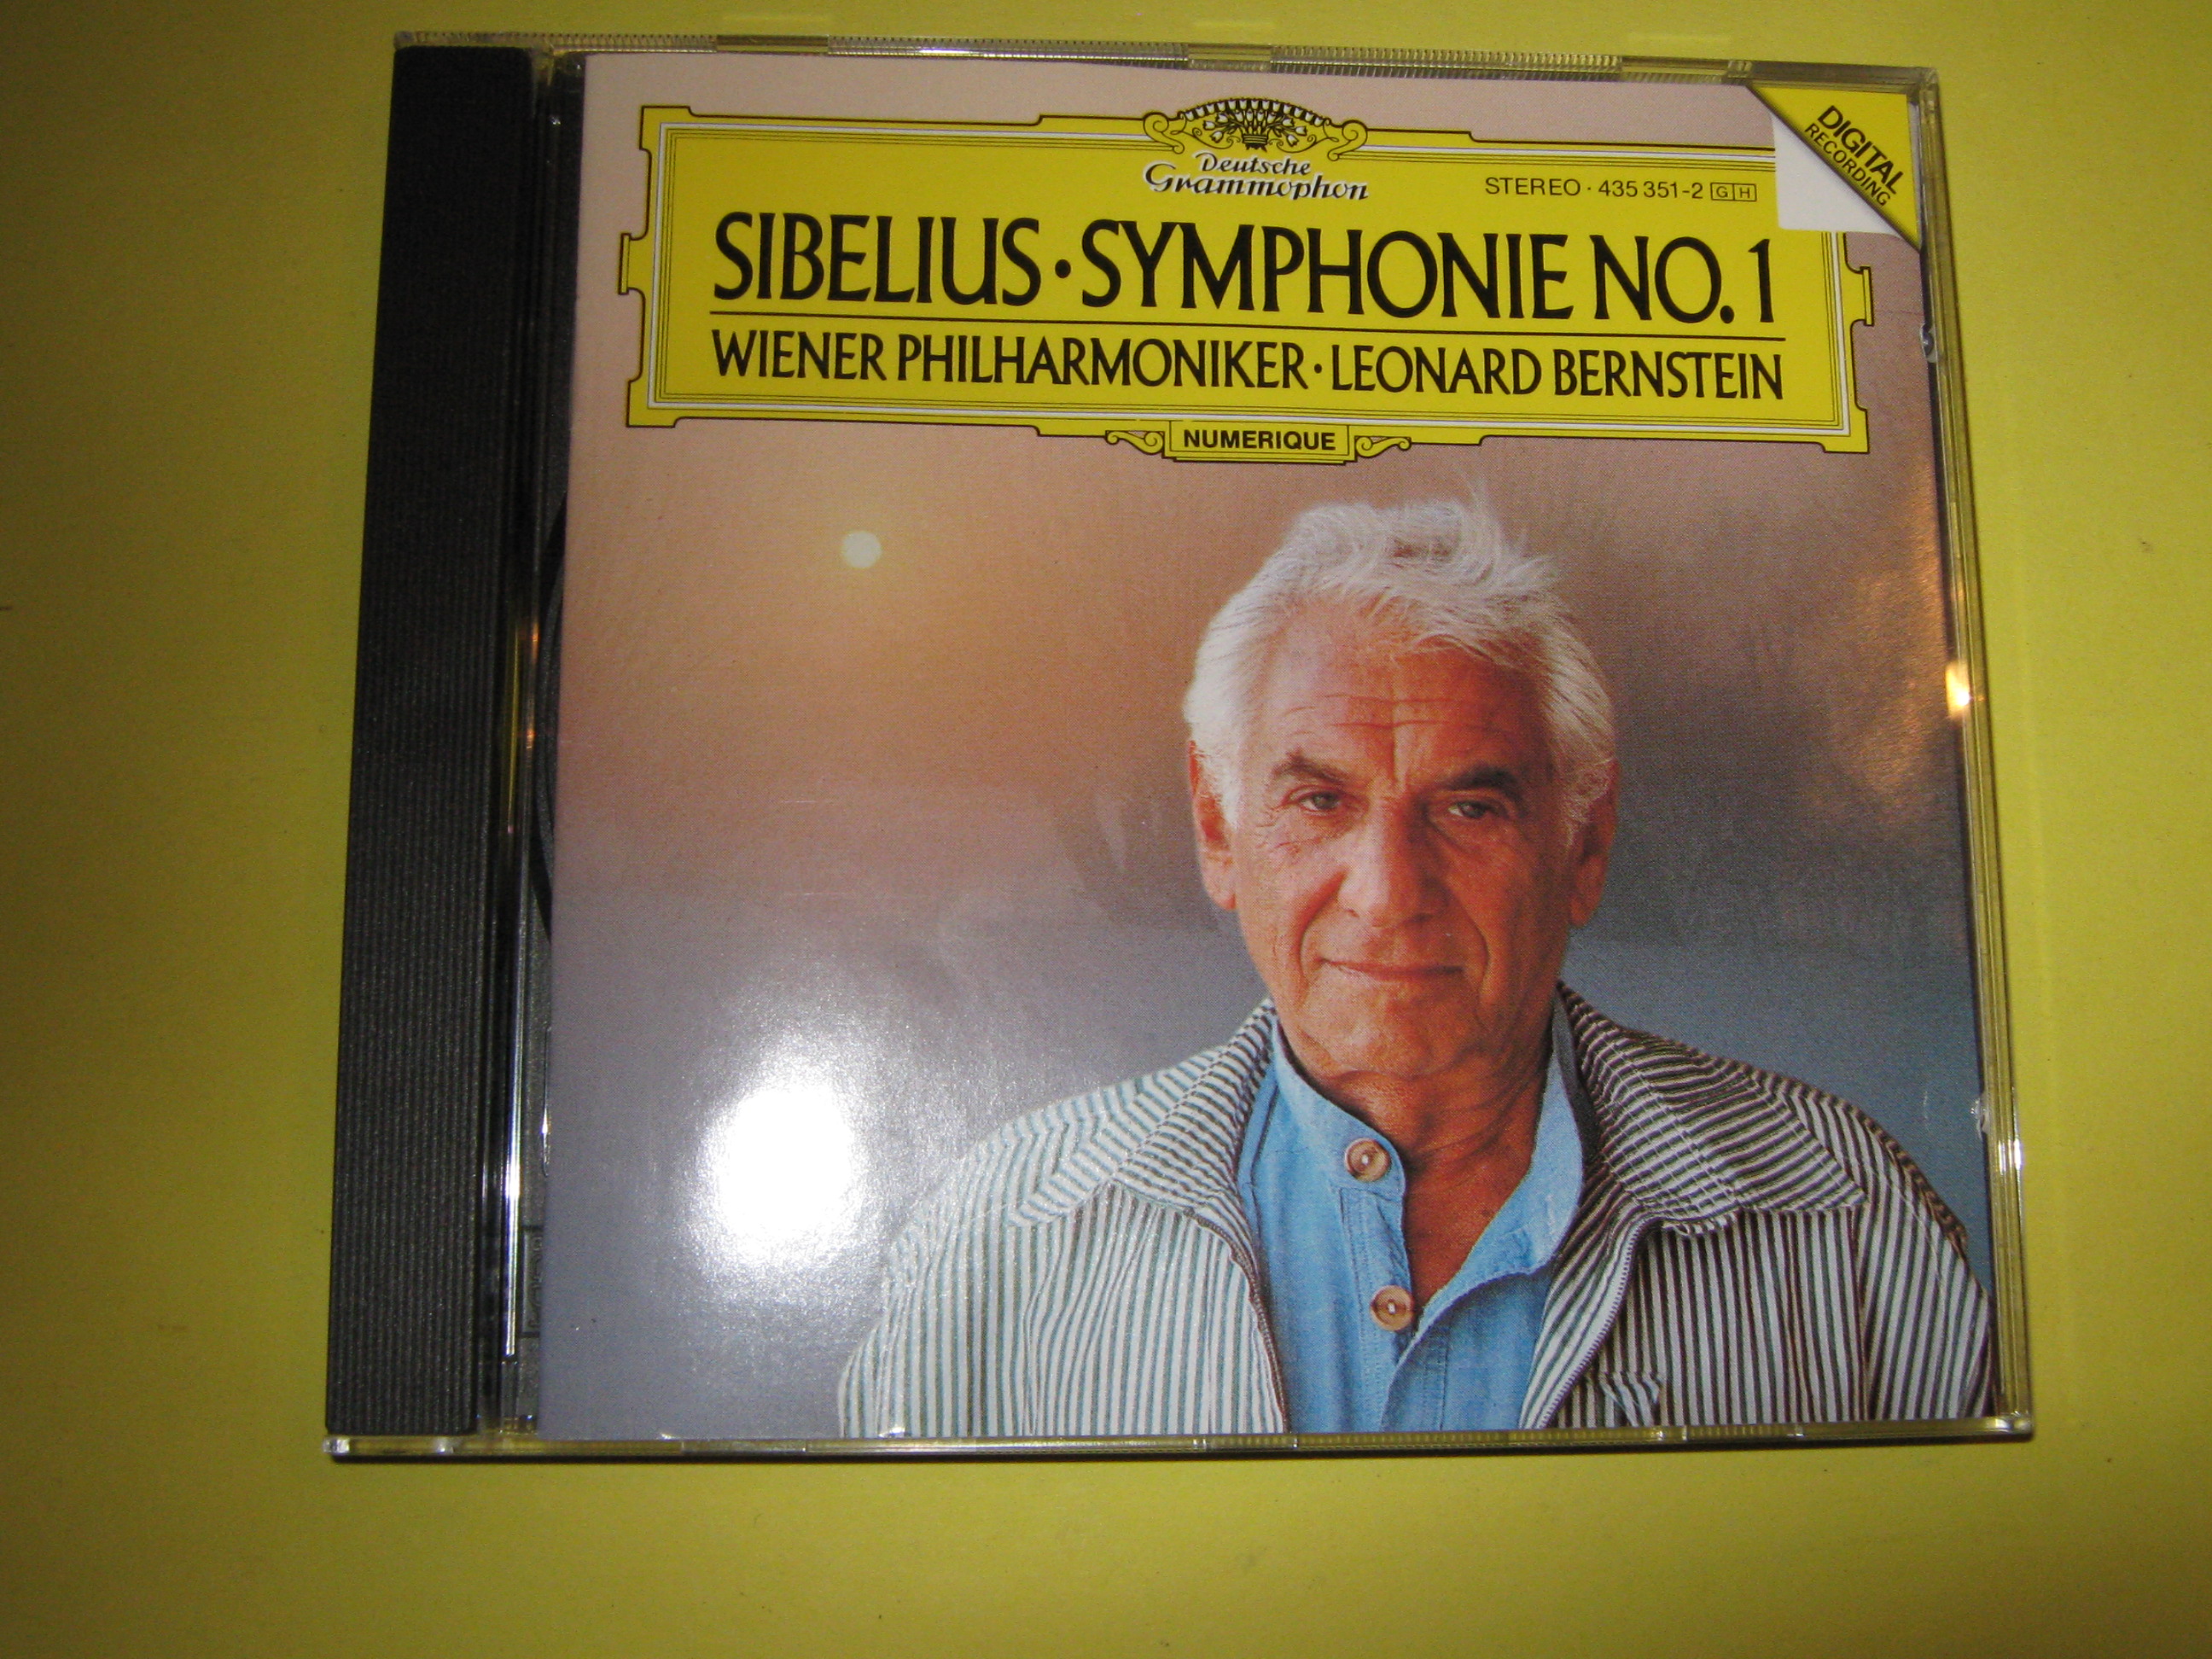 Deutsche
Grammophon
STEREO · 435 351-2 GH
DIGITAL
RECORDING
SIBELIUS · SYMPHONIE NO. 1
WIENER PHILHARMONIKER · LEONARD BERNSTEIN
NUMERIQUE